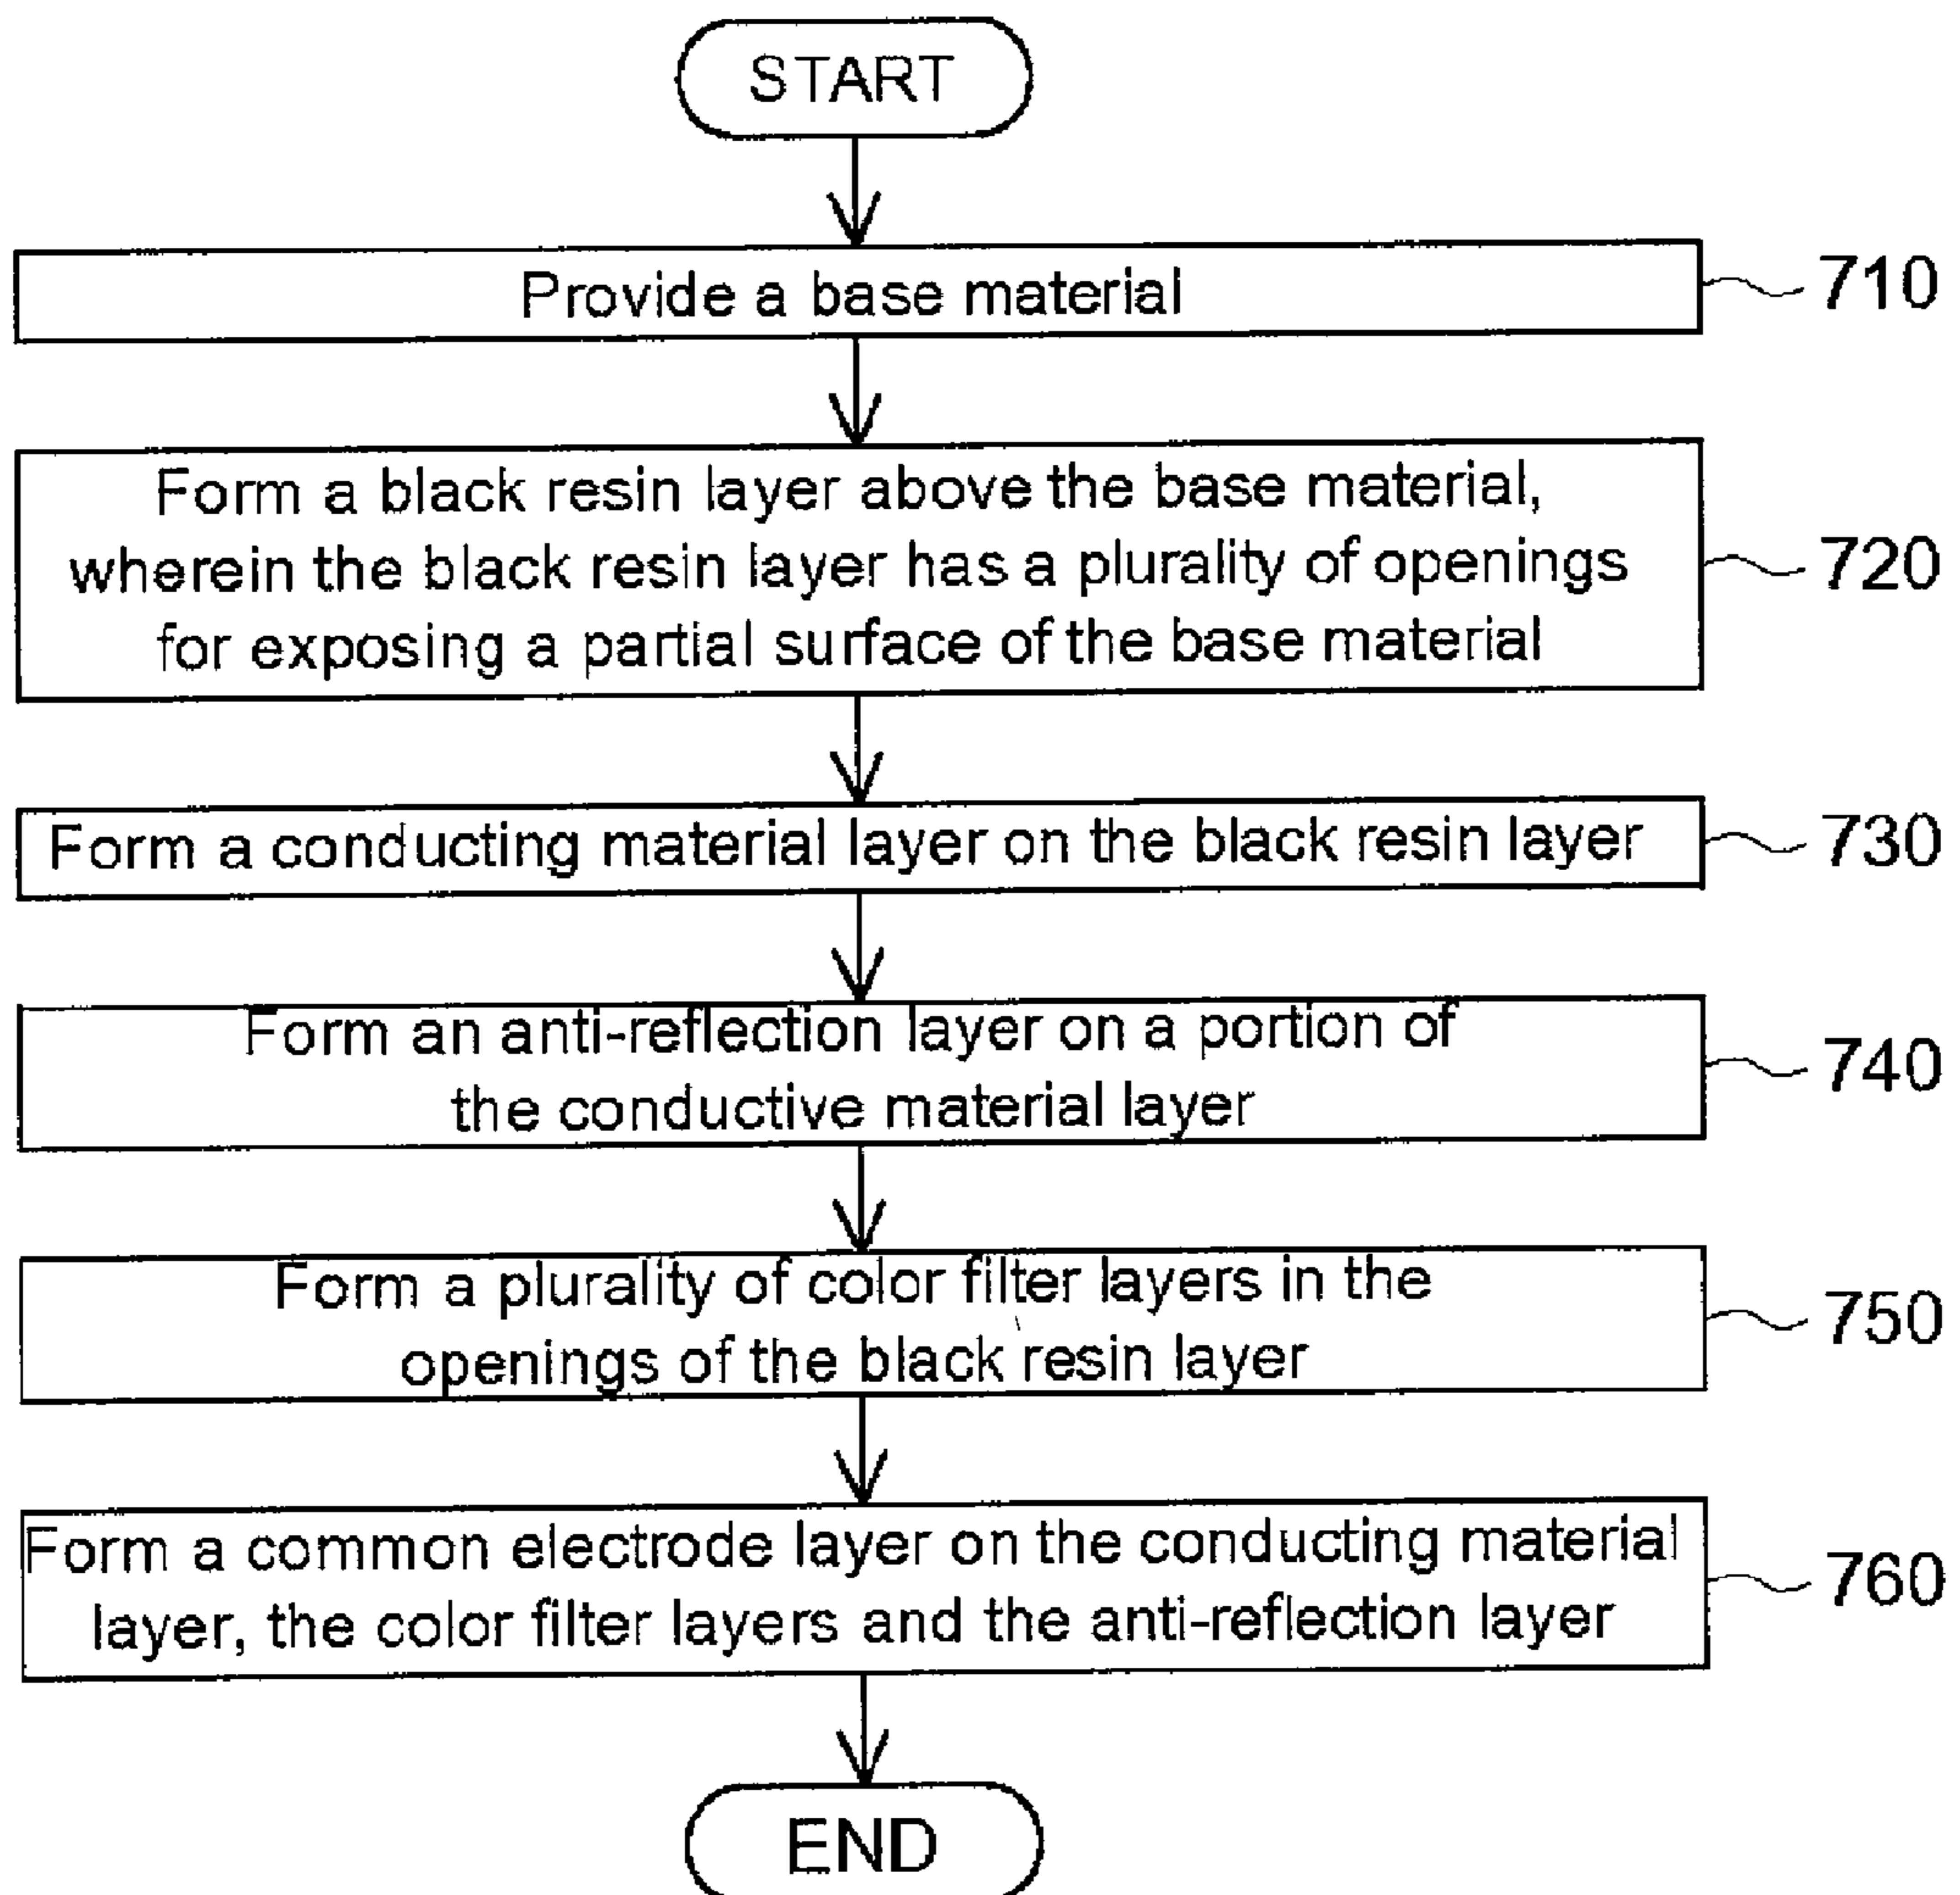 START
Provide a base material
710
Form a black resin layer above the base material,
wherein the black resin layer has a plurality of openings
for exposing a partial surface of the base material
720
Form a conducting material layer on the black resin layer
730
Form an anti-reflection layer on a portion of
the conductive material layer
740
Form a plurality of color filter layers in the
openings of the black resin layer
750
Form a common electrode layer on the conducting material
layer, the color filter layers and the anti-reflection layer
760
END